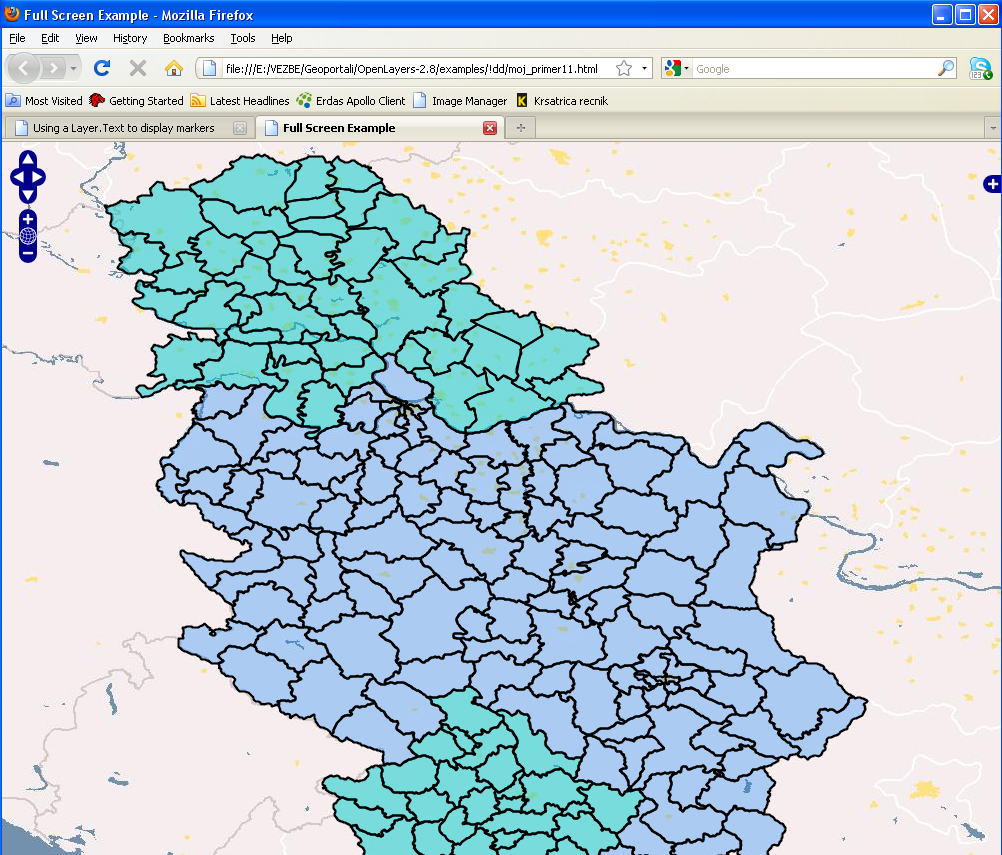 Full Screen Example - Mozilla Firefox
File Edit View History Bookmarks Tools Help
file:///E:/VEZBE/Geoportali/OpenLayers-2.8/examples/!dd/moj_primer11.html Google
Most Visited Getting Started Latest Headlines Erdas Apollo Client Image Manager K Krsatrica recnik
Using a Layer.Text to display markers Full Screen Example